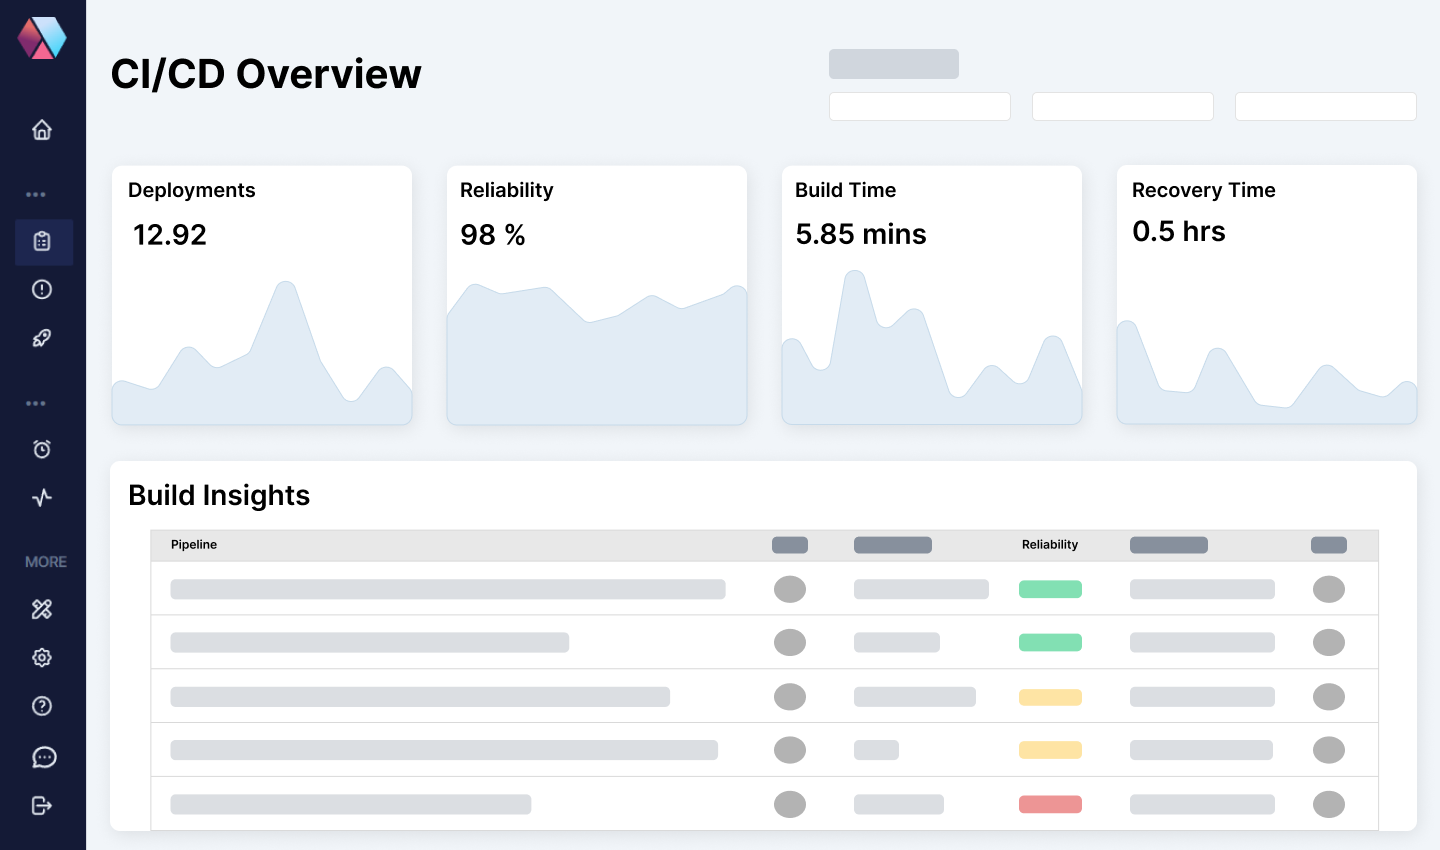 CI/CD Overview
Deployments
12.92
Reliability
98 %
Build Time
5.85 mins
Recovery Time
0.5 hrs
MORE
Build Insights
Pipeline
Reliability